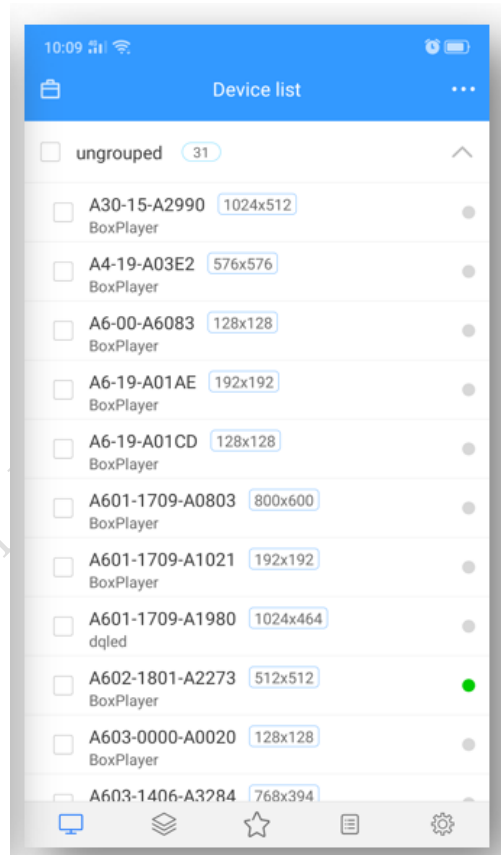 10:09
Device list
ungrouped 31
A30-15-A2990 1024x512
BoxPlayer
A4-19-A03E2 576x576
BoxPlayer
A6-00-A6083 128x128
BoxPlayer
A6-19-A01AE 192x192
BoxPlayer
A6-19-A01CD 128x128
BoxPlayer
A601-1709-A0803 800x600
BoxPlayer
A601-1709-A1021 192x192
BoxPlayer
A601-1709-A1980 1024x464
dqled
A602-1801-A2273 512x512
BoxPlayer
A603-0000-A0020 128x128
BoxPlayer
A603-1406-A3284 768x394